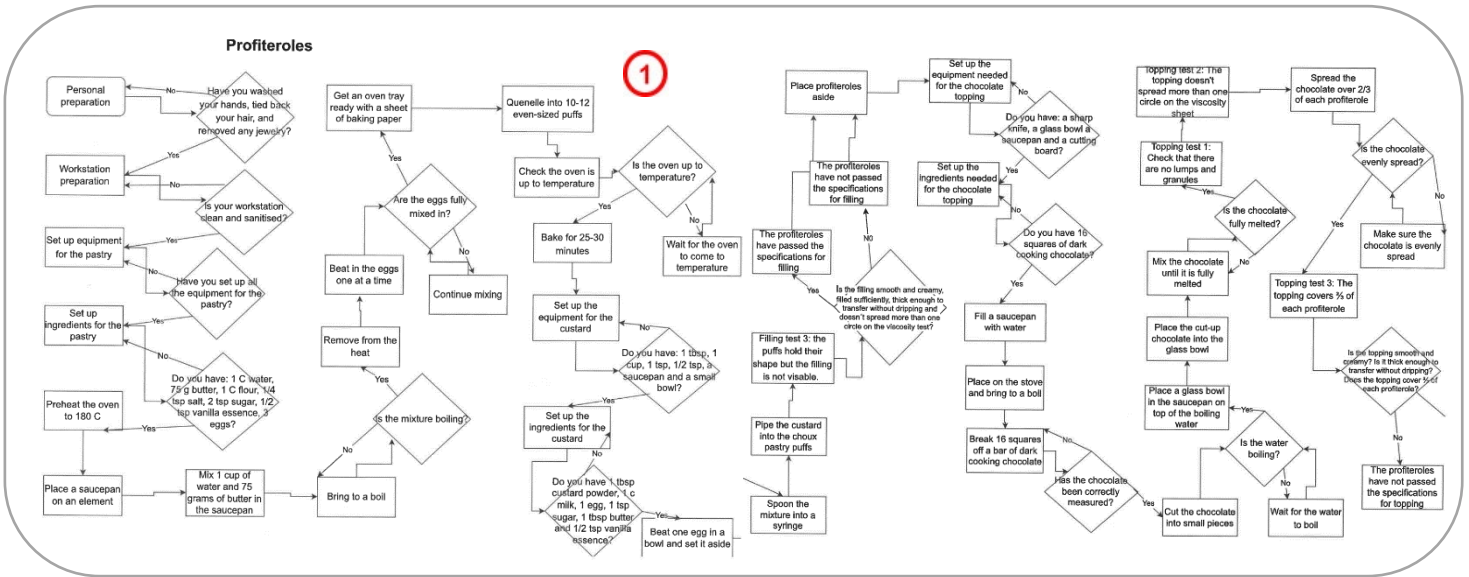 Profiteroles
1
Personal
preparation
No
Have you washed
your hands, tied back
your hair, and
removed any jewelry?
Yes
Workstation
preparation
No
Is your workstation
clean and sanitised?
Yes
Set up equipment
for the pastry
No
Have you set up all
the equipment for the
pastry?
Yes
Set up
ingredients for the
pastry
No
Do you have: 1 C water,
75 g butter, 1 C flour, 1/4
tsp salt, 2 tsp sugar, 1/2
tsp vanilla essence, 3
eggs?
Yes
Preheat the oven
to 180 C
Place a saucepan
on an element
Mix 1 cup of
water and 75
grams of butter in
the saucepan
Bring to a boil
No
Is the mixture boiling?
Yes
Remove from the
heat
Beat in the eggs
one at a time
Are the eggs fully
mixed in?
No
Continue mixing
Yes
Get an oven tray
ready with a sheet
of baking paper
Quenelle into 10-12
even-sized puffs
Check the oven is
up to temperature
Is the oven up to
temperature?
Yes
No
Wait for the oven
to come to
temperature
Bake for 25-30
minutes
Set up the
equipment for the
custard
No
Do you have: 1 tbsp, 1
cup, 1 tsp, 1/2 tsp, a
saucepan and a small
bowl?
Yes
Set up the
ingredients for the
custard
No
Do you have 1 tbsp
custard powder, 1 c
milk, 1 egg, 1 tsp
sugar, 1 tbsp butter
and 1/2 tsp vanilla
essence?
Yes
Beat one egg in a
bowl and set it aside
Spoon the
mixture into a
syringe
Pipe the custard
into the choux
pastry puffs
Filling test 3: the
puffs hold their
shape but the filling
is not visable.
Is the filling smooth and creamy,
filled sufficiently, thick enough to
transfer without dripping and
doesn't spread more than one
circle on the viscosity test?
Yes
NO
The profiteroles
have passed the
specifications for
filling
The profiteroles
have not passed
the specifications
for filling
Place profiteroles
aside
Set up the
equipment needed
for the chocolate
topping
No
Do you have: a sharp
knife, a glass bowl a
saucepan and a cutting
board?
Yes
Set up the
ingredients needed
for the chocolate
topping
No
Do you have 16
squares of dark
cooking chocolate?
Yes
Fill a saucepan
with water
Place on the stove
and bring to a boil
Break 16 squares
off a bar of dark
cooking chocolate
No
Has the chocolate
been correctly
measured?
Yes
Cut the chocolate
into small pieces
Is the water
boiling?
No
Wait for the water
to boil
Yes
Place a glass bowl
in the saucepan on
top of the boiling
water
Place the cut-up
chocolate into the
glass bowl
Mix the chocolate
until it is fully
melted
No
Is the chocolate
fully melted?
Yes
Topping test 1:
Check that there
are no lumps and
granules
Topping test 2: The
topping doesn't
spread more than one
circle on the viscosity
sheet
Spread the
chocolate over 2/3
of each profiterole
Is the chocolate
evenly spread?
No
Make sure the
chocolate is evenly
spread
Yes
Topping test 3: The
topping covers ⅔ of
each profiterole
Is the topping smooth and
creamy? Is it thick enough to
transfer without dripping?
Does the topping cover ⅔ of
each profiterole?
No
The profiteroles
have not passed
the specifications
for topping